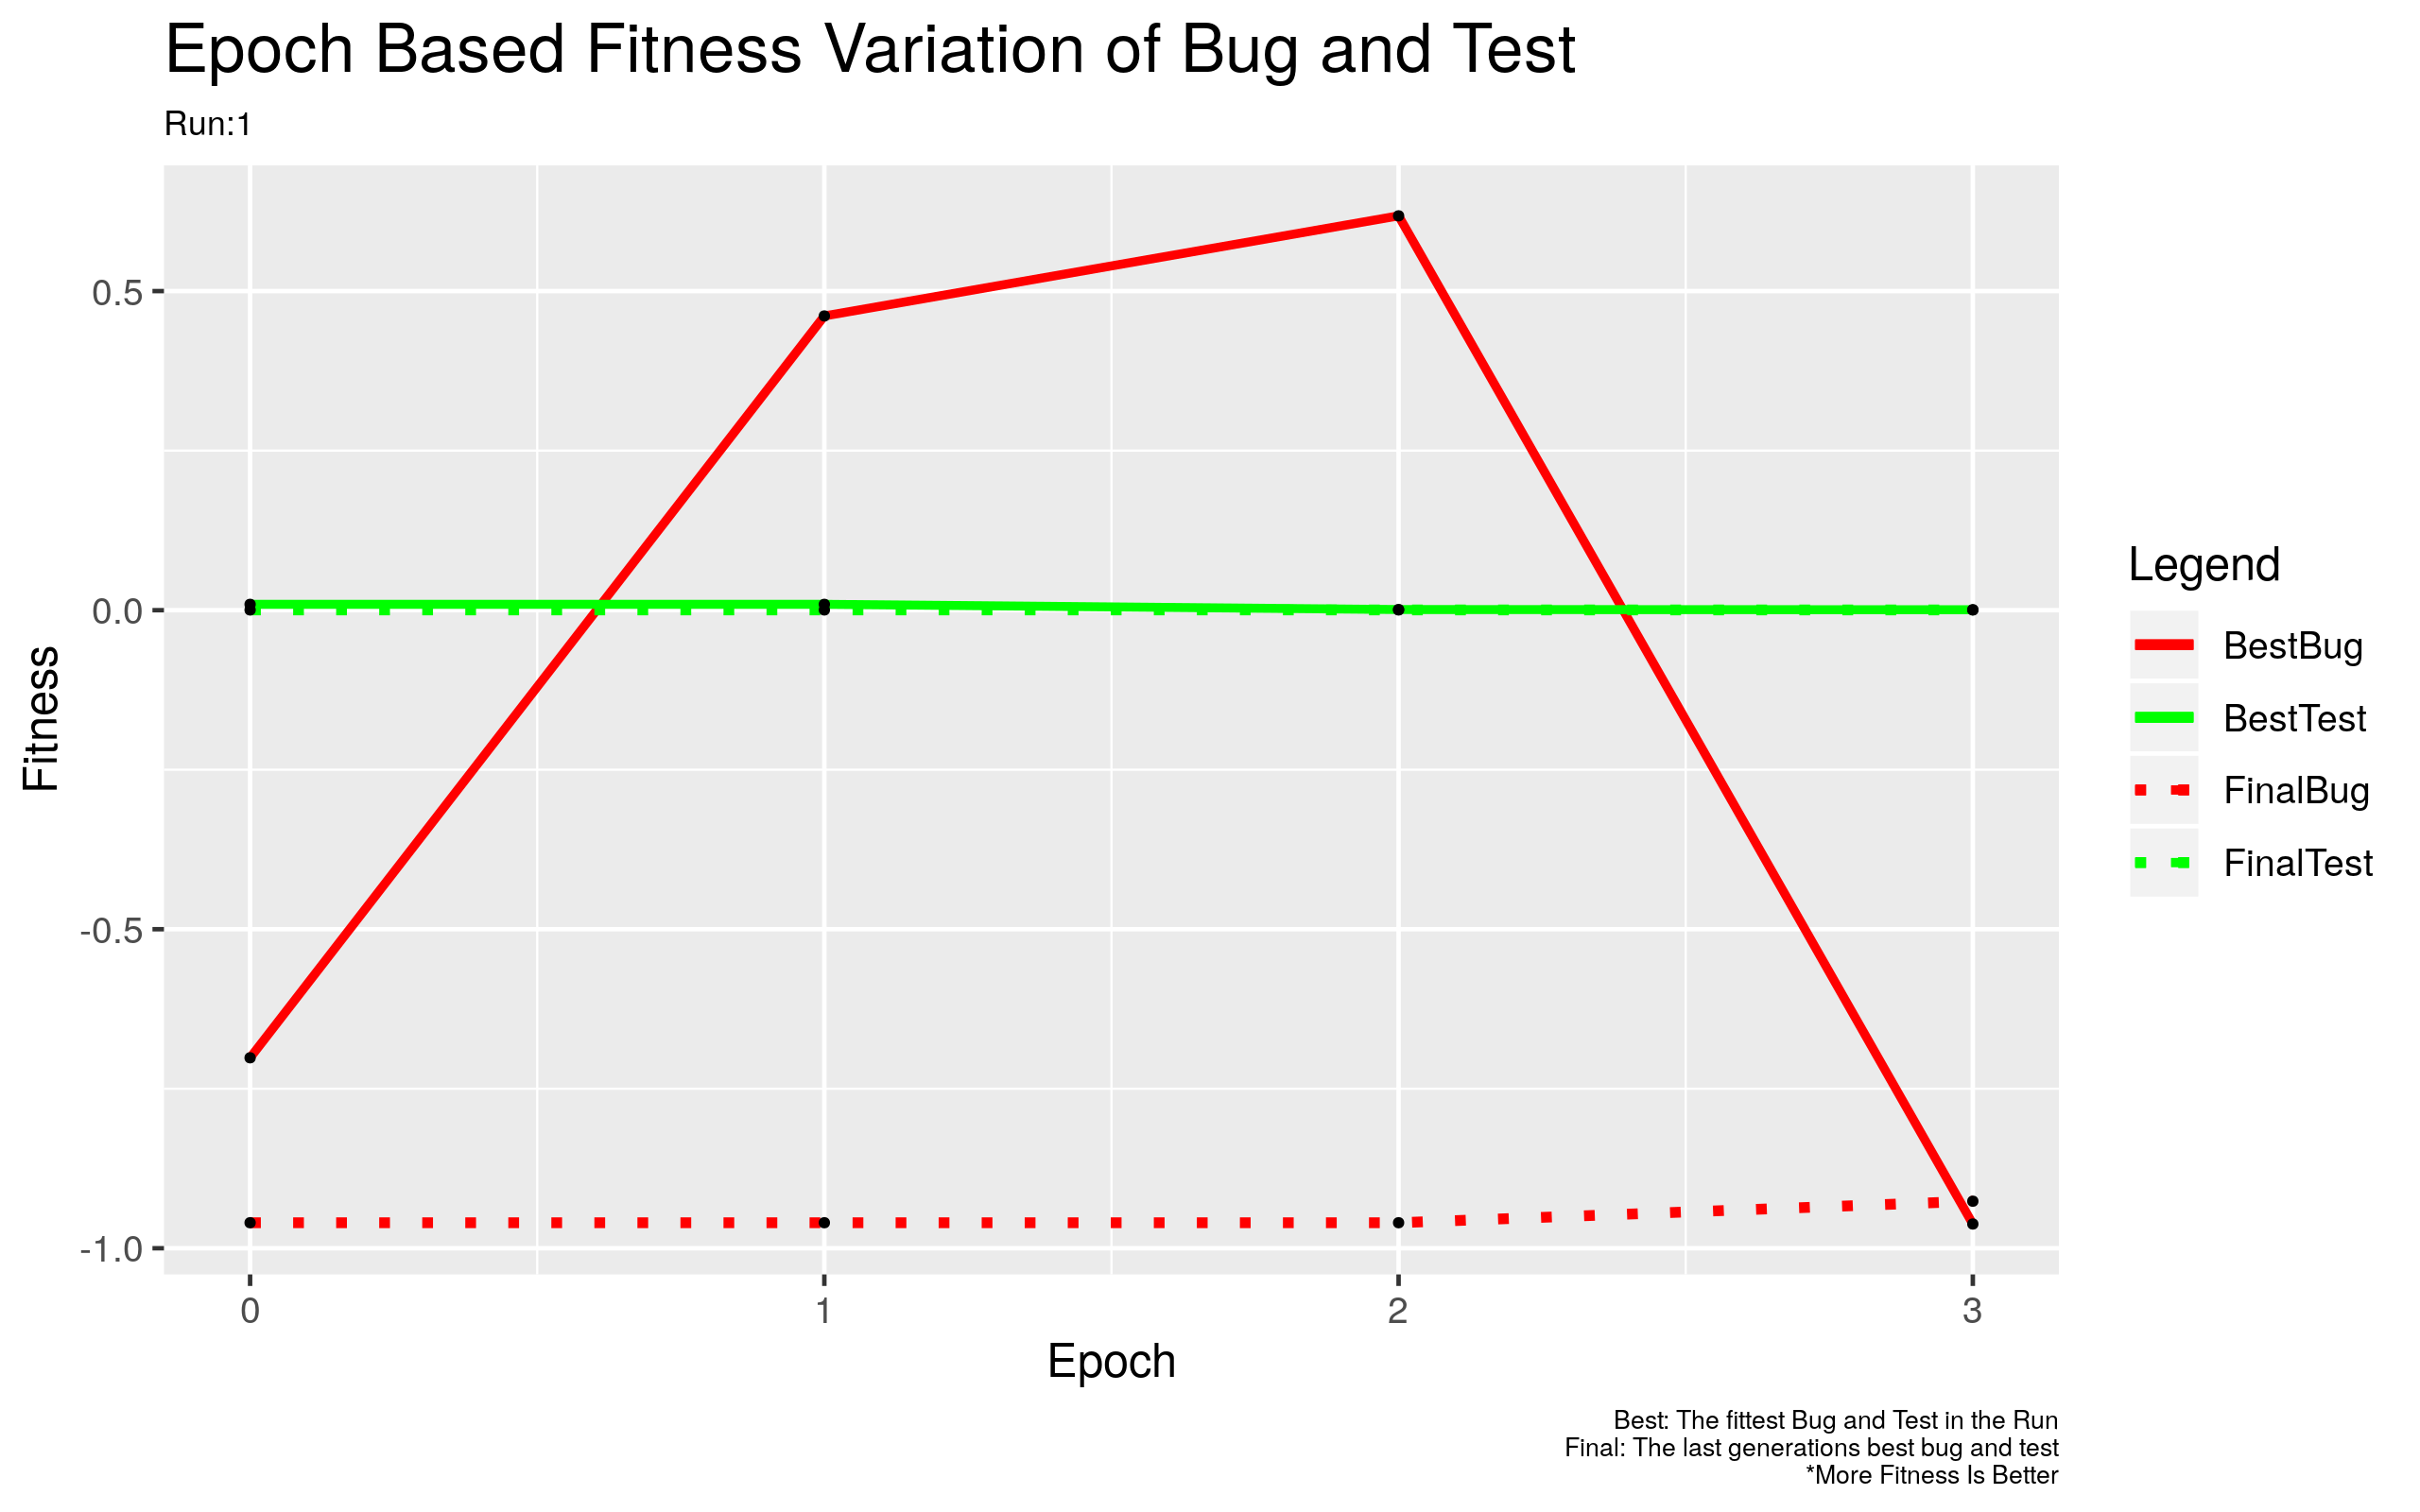 Epoch Based Fitness Variation of Bug and Test
Run:1
Fitness
0.5
0.0
-0.5
-1.0
0
1
2
3
Epoch
Legend
BestBug
BestTest
FinalBug
FinalTest
Best: The fittest Bug and Test in the Run
Final: The last generations best bug and test
*More Fitness Is Better